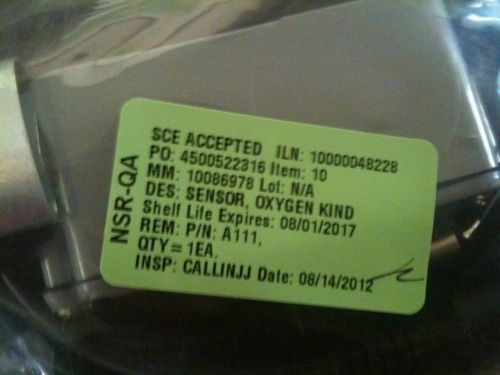 NSR-QA
SCE ACCEPTED ILN: 10000048228
PO: 4500522316 Item: 10
MM: 10086978 Lot: N/A
DES: SENSOR, OXYGEN KIND
Shelf Life Expires: 08/01/2017
REM: P/N: A111,
QTY=1EA,
INSP: CALLINJJ Date: 08/14/2012